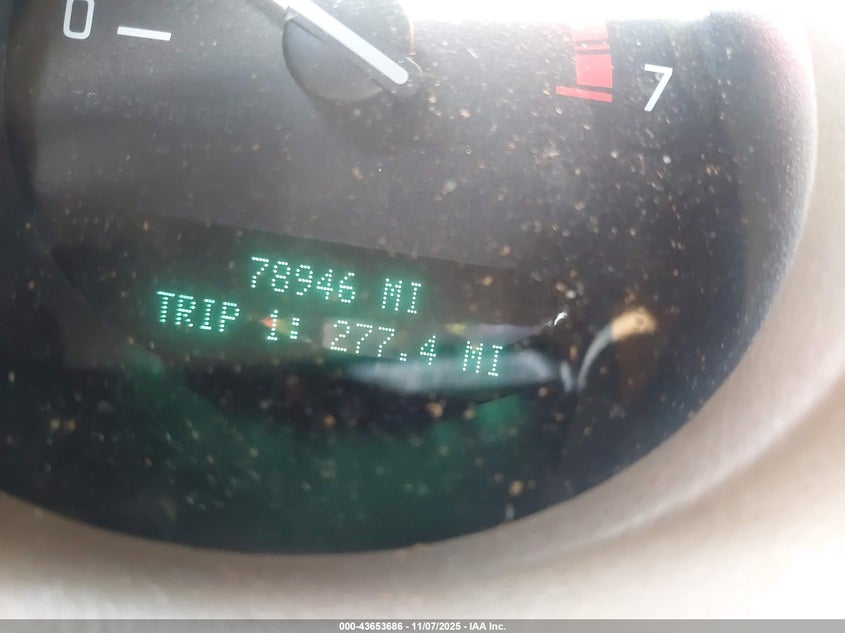 0
7
78946 MI
TRIP 1: 277.4 MI
000-43653686 - 11/07/2025 - IAA Inc.